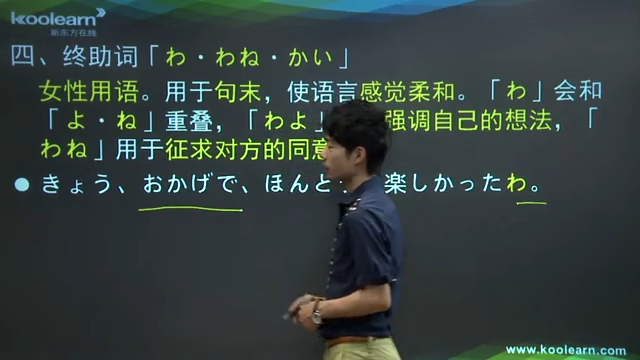 koolearn
新东方在线
四、终助词「わ・わね・かい」
女性用语。用于句末，使语言感觉柔和。「わ」会和
「よ・ね」重叠，「わよ」强调自己的想法，「
わね」用于征求对方的同意
● きょう、おかげで、ほんと 楽しかったわ。
www.koolearn.com